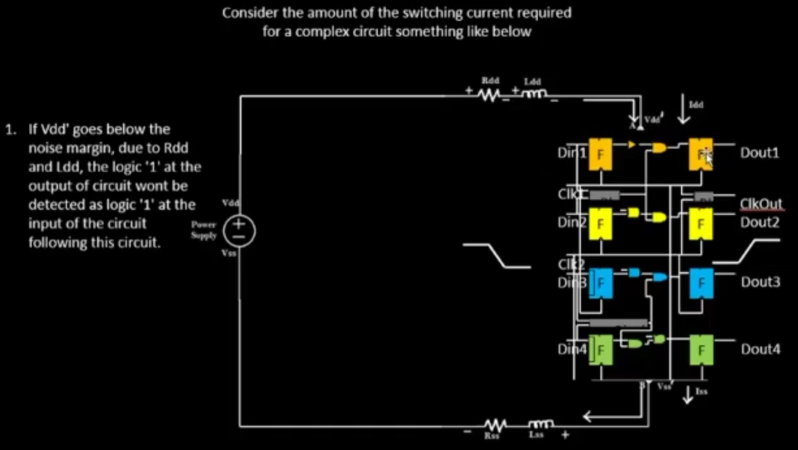 Consider the amount of the switching current required
for a complex circuit something like below
1. If Vdd' goes below the
noise margin, due to Rdd
and Ldd, the logic '1' at the
output of circuit wont be
detected as logic '1' at the
input of the circuit
following this circuit.
Rdd
Ldd
+ − + −
Idd
A
Vdd'
Din1 F F Dout1
ClkOut
Din2 F F Dout2
Clk2
Din3 F F Dout3
Din4 F F Dout4
Vdd
Power
Supply
+
−
Vss
B Vss'
Iss
− Rss Lss +